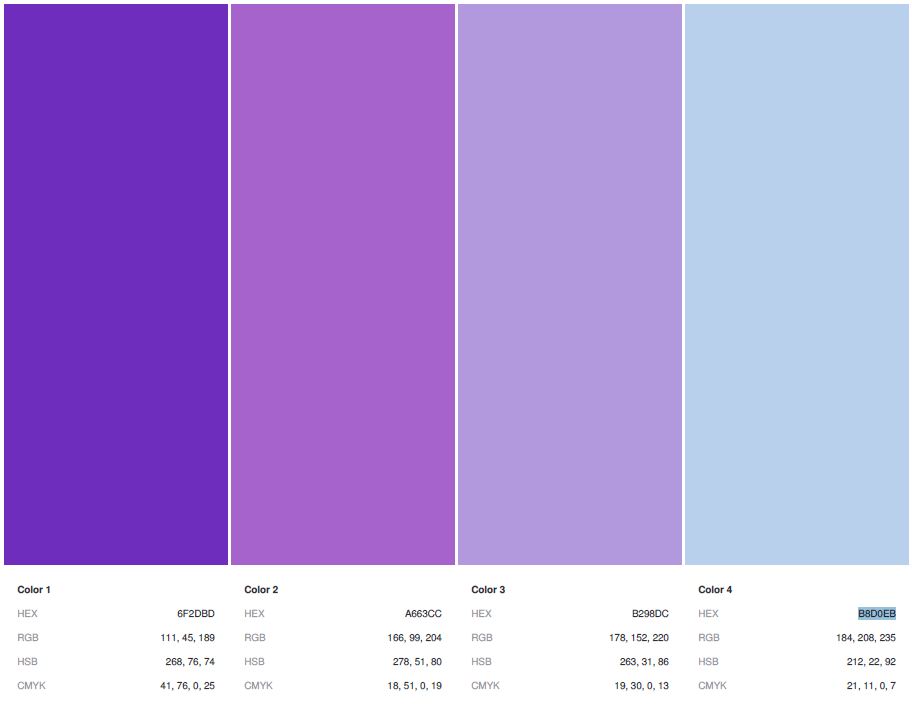 Color 1 Color 2 Color 3 Color 4
HEX 6F2DBD HEX A663CC HEX B298DC HEX B8D0EB
RGB 111, 45, 189 RGB 166, 99, 204 RGB 178, 152, 220 RGB 184, 208, 235
HSB 268, 76, 74 HSB 278, 51, 80 HSB 263, 31, 86 HSB 212, 22, 92
CMYK 41, 76, 0, 25 CMYK 18, 51, 0, 19 CMYK 19, 30, 0, 13 CMYK 21, 11, 0, 7